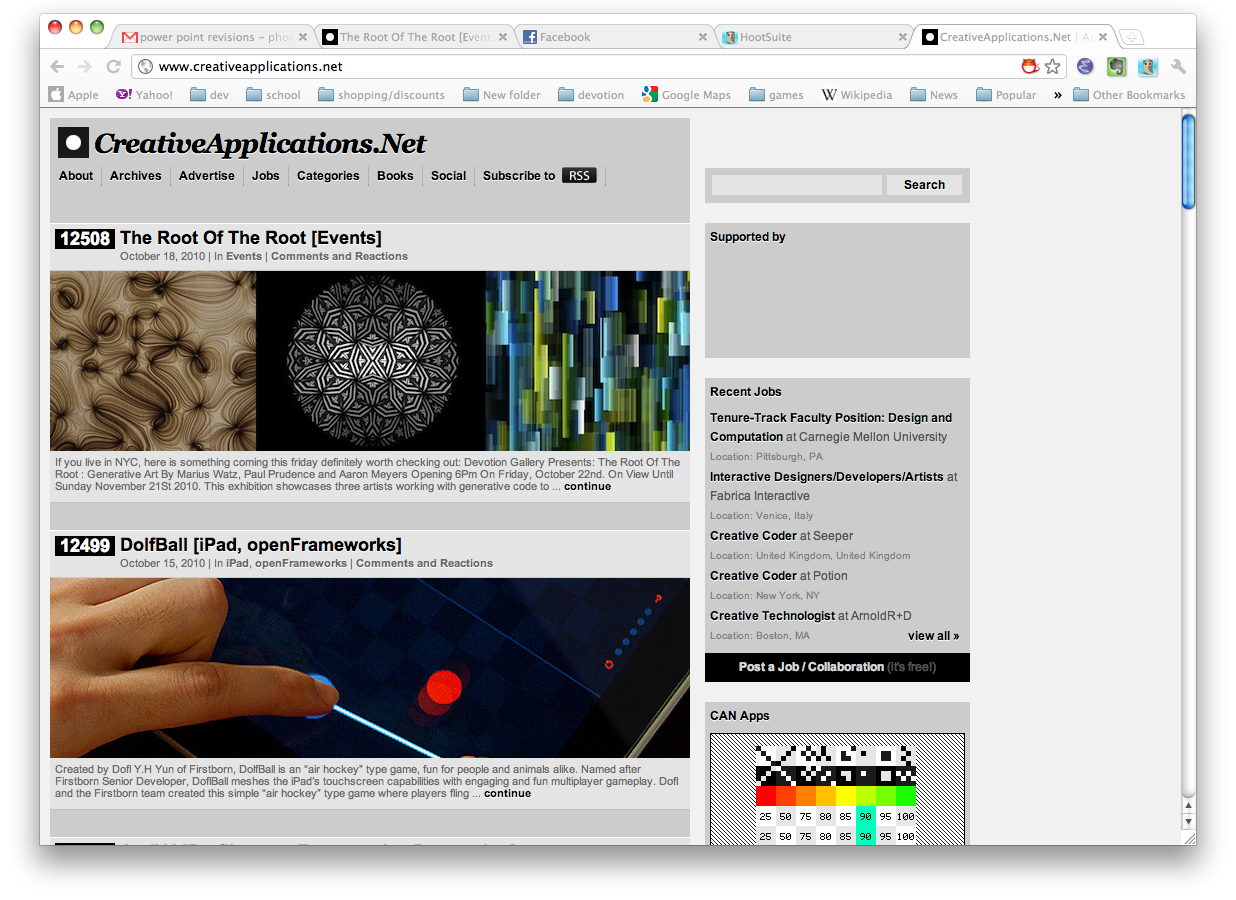 power point revisions – phoe
The Root Of The Root [Event
Facebook
HootSuite
CreativeApplications.Net | A
www.creativeapplications.net
Apple
Yahoo!
dev
school
shopping/discounts
New folder
devotion
Google Maps
games
Wikipedia
News
Popular
»
Other Bookmarks
CreativeApplications.Net
About
Archives
Advertise
Jobs
Categories
Books
Social
Subscribe to RSS
12508 The Root Of The Root [Events]
October 18, 2010 | In Events | Comments and Reactions
If you live in NYC, here is something coming this friday definitely worth checking out: Devotion Gallery Presents: The Root Of The
Root : Generative Art By Marius Watz, Paul Prudence and Aaron Meyers Opening 6Pm On Friday, October 22nd. On View Until
Sunday November 21St 2010. This exhibition showcases three artists working with generative code to ... continue
12499 DolfBall [iPad, openFrameworks]
October 15, 2010 | In iPad, openFrameworks | Comments and Reactions
Created by Dofl Y.H Yun of Firstborn, DolfBall is an "air hockey" type game, fun for people and animals alike. Named after
Firstborn Senior Developer, DoflBall meshes the iPad's touchscreen capabilities with engaging and fun multiplayer gameplay. Dofl
and the Firstborn team created this simple "air hockey" type game where players fling ... continue
Search
Supported by
Recent Jobs
Tenure-Track Faculty Position: Design and
Computation at Carnegie Mellon University
Location: Pittsburgh, PA
Interactive Designers/Developers/Artists at
Fabrica Interactive
Location: Venice, Italy
Creative Coder at Seeper
Location: United Kingdom, United Kingdom
Creative Coder at Potion
Location: New York, NY
Creative Technologist at ArnoldR+D
Location: Boston, MA
view all »
Post a Job / Collaboration (it's free!)
CAN Apps
25 50 75 80 85 90 95 100
25 50 75 80 85 90 95 100